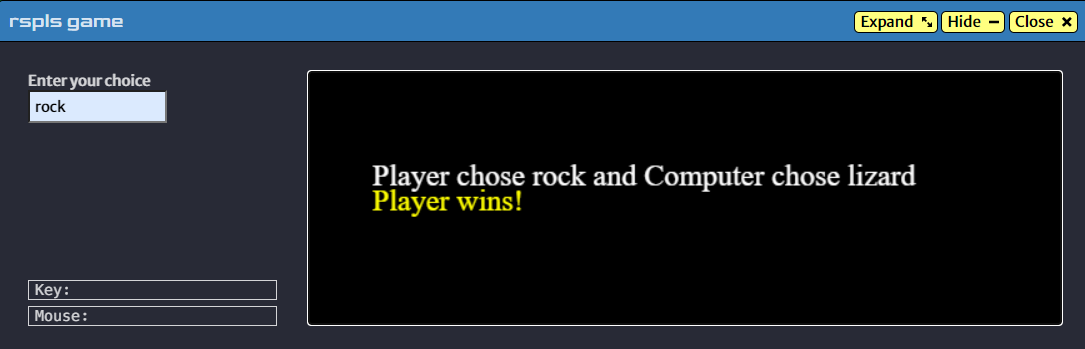 rspls game
Expand
Hide
Close
Enter your choice
rock
Player chose rock and Computer chose lizard
Player wins!
Key:
Mouse: